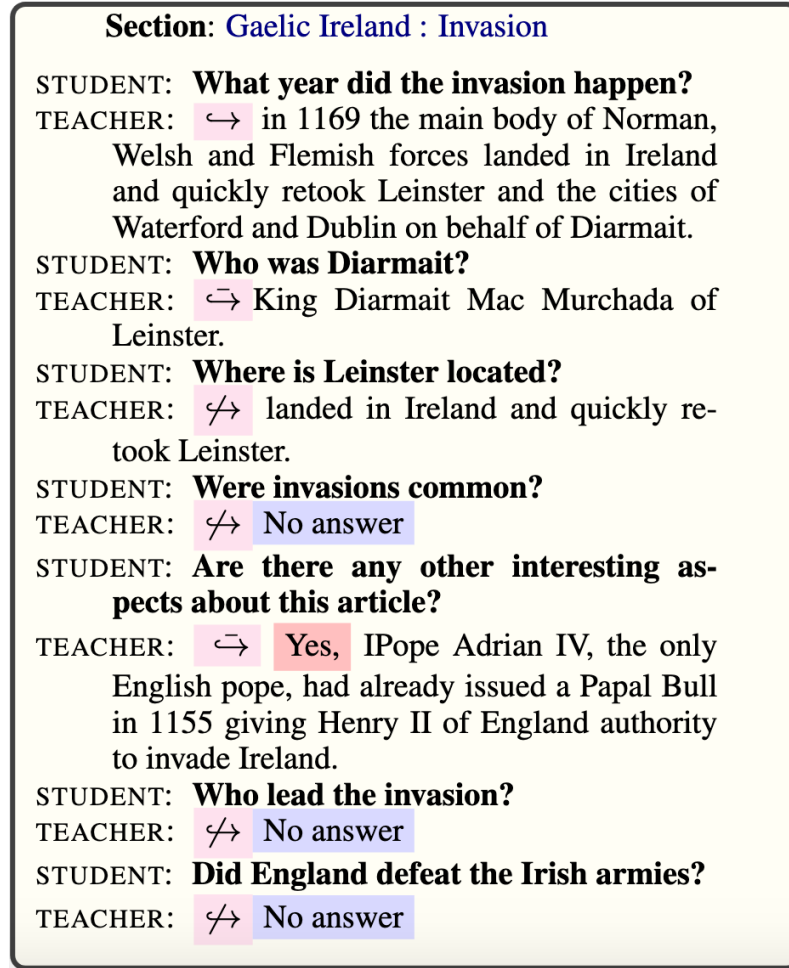 Section: Gaelic Ireland : Invasion
STUDENT: What year did the invasion happen?
TEACHER: ↪ in 1169 the main body of Norman,
Welsh and Flemish forces landed in Ireland
and quickly retook Leinster and the cities of
Waterford and Dublin on behalf of Diarmait.
STUDENT: Who was Diarmait?
TEACHER: ↪̄ King Diarmait Mac Murchada of
Leinster.
STUDENT: Where is Leinster located?
TEACHER: ↪̸ landed in Ireland and quickly re-
took Leinster.
STUDENT: Were invasions common?
TEACHER: ↪̸ No answer
STUDENT: Are there any other interesting as-
pects about this article?
TEACHER: ↪̄ Yes, IPope Adrian IV, the only
English pope, had already issued a Papal Bull
in 1155 giving Henry II of England authority
to invade Ireland.
STUDENT: Who lead the invasion?
TEACHER: ↪̸ No answer
STUDENT: Did England defeat the Irish armies?
TEACHER: ↪̸ No answer